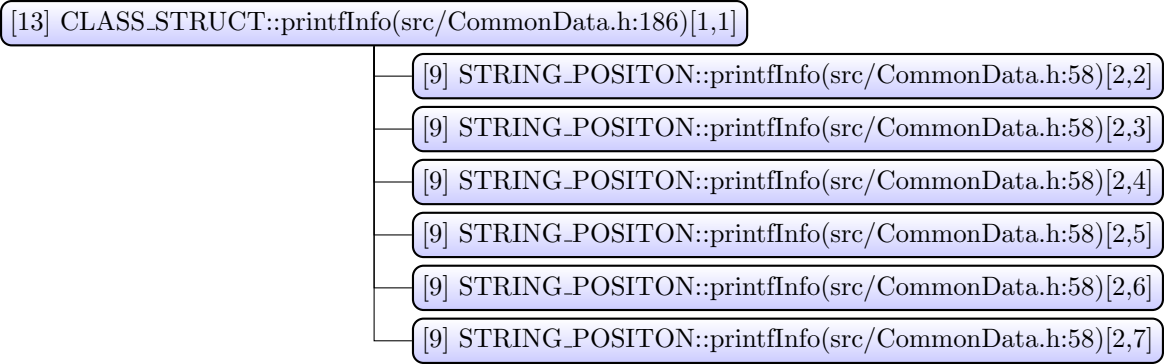 [13] CLASS_STRUCT::printfInfo(src/CommonData.h:186)[1,1]
[9] STRING_POSITON::printfInfo(src/CommonData.h:58)[2,2]
[9] STRING_POSITON::printfInfo(src/CommonData.h:58)[2,3]
[9] STRING_POSITON::printfInfo(src/CommonData.h:58)[2,4]
[9] STRING_POSITON::printfInfo(src/CommonData.h:58)[2,5]
[9] STRING_POSITON::printfInfo(src/CommonData.h:58)[2,6]
[9] STRING_POSITON::printfInfo(src/CommonData.h:58)[2,7]